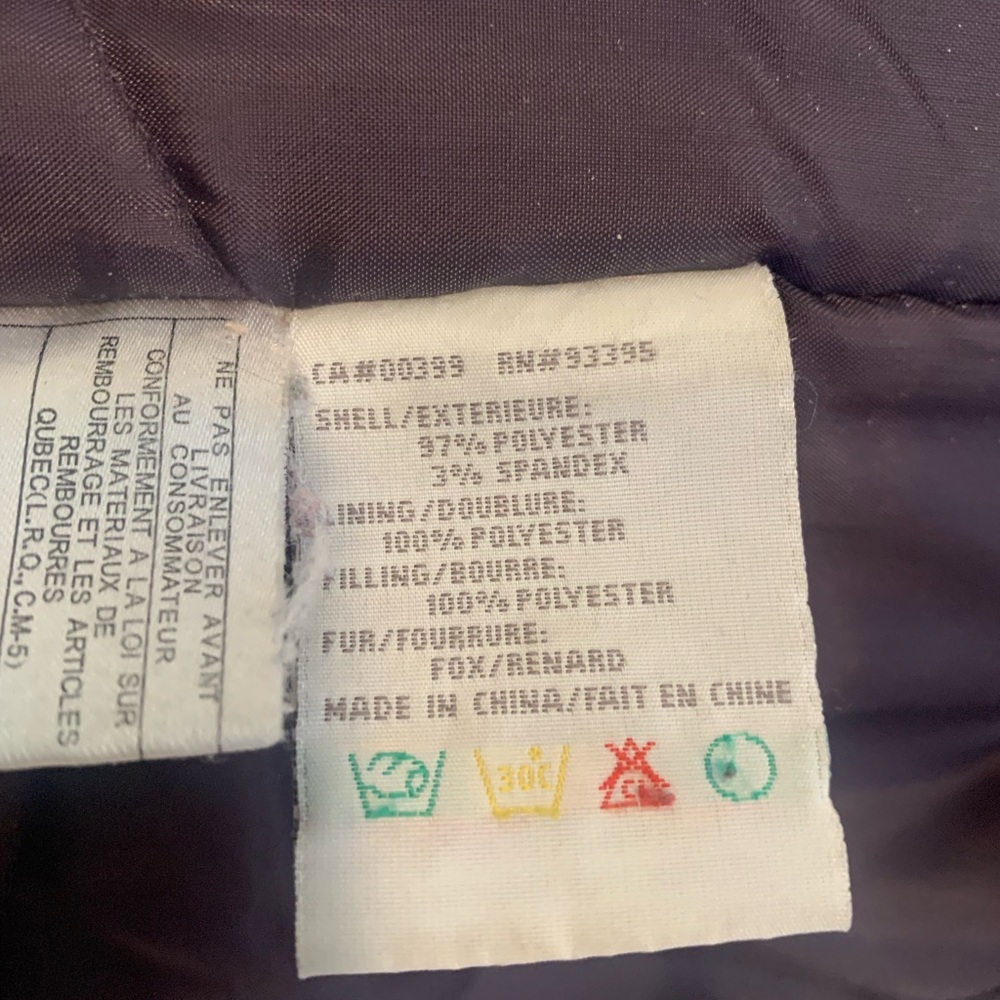 CA#00399 RN#93395
SHELL/EXTERIEURE:
97% POLYESTER
3% SPANDEX
LINING/DOUBLURE:
100% POLYESTER
FILLING/BOURRE:
100% POLYESTER
FUR/FOURRURE:
FOX/RENARD
MADE IN CHINA/FAIT EN CHINE
30C
CL
NE PAS ENLEVER AVANT
LIVRAISON
AU CONSOMMATEUR
CONFORMEMENT A LA LOI SUR
LES MATERIAUX DE
REMBOURRAGE ET LES ARTICLES
REMBOURRES
QUBEC(L.R.Q., C.M-5)